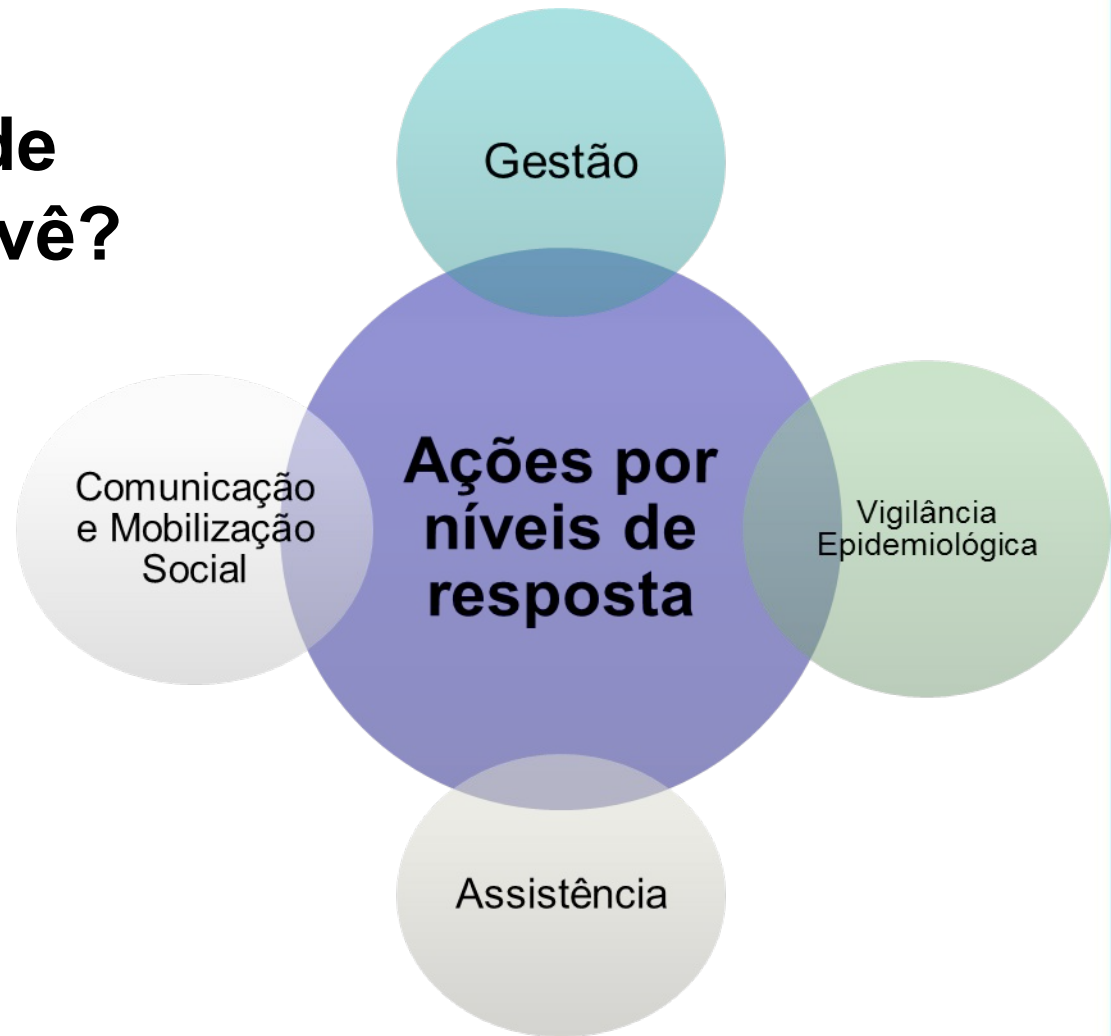 de
vê?
Gestão
Comunicação
e Mobilização
Social
Ações por
níveis de
resposta
Vigilância
Epidemiológica
Assistência